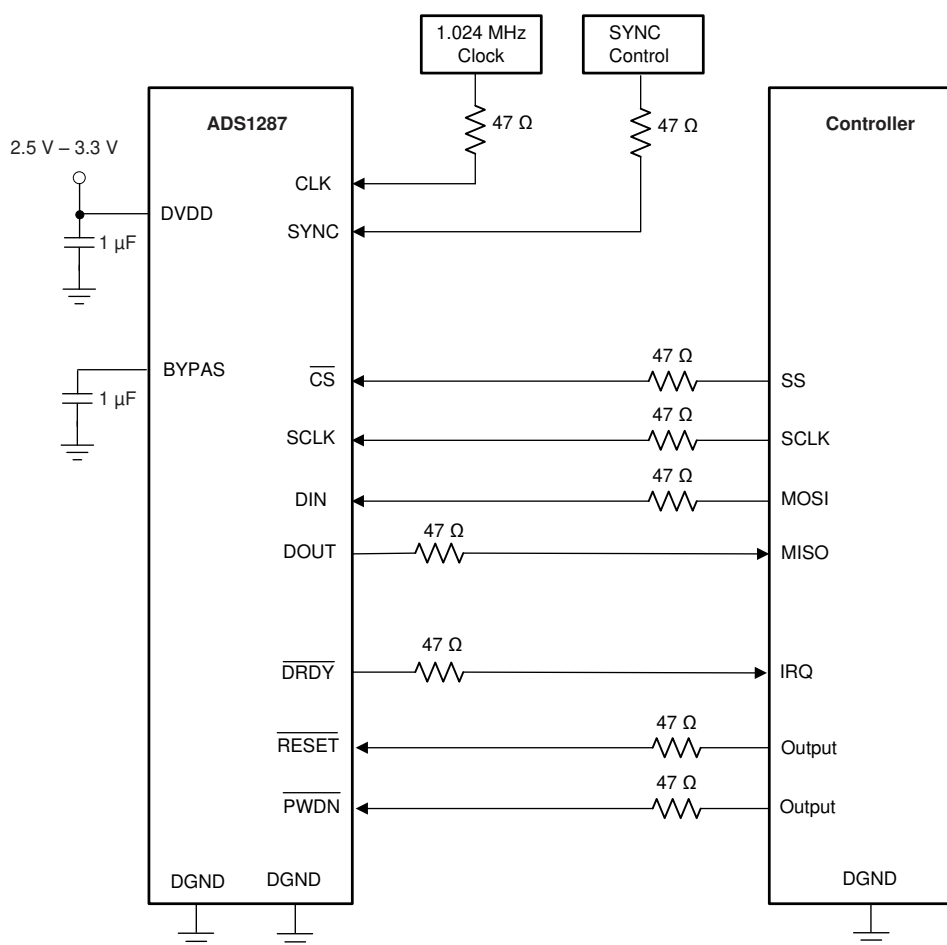 1.024 MHz
Clock
SYNC
Control
47 Ω
47 Ω
ADS1287
Controller
2.5 V – 3.3 V
CLK
DVDD
SYNC
1 µF
BYPAS
1 µF
47 Ω
CS
SS
47 Ω
SCLK
SCLK
47 Ω
DIN
MOSI
47 Ω
DOUT
MISO
47 Ω
DRDY
IRQ
47 Ω
RESET
Output
47 Ω
PWDN
Output
DGND
DGND
DGND